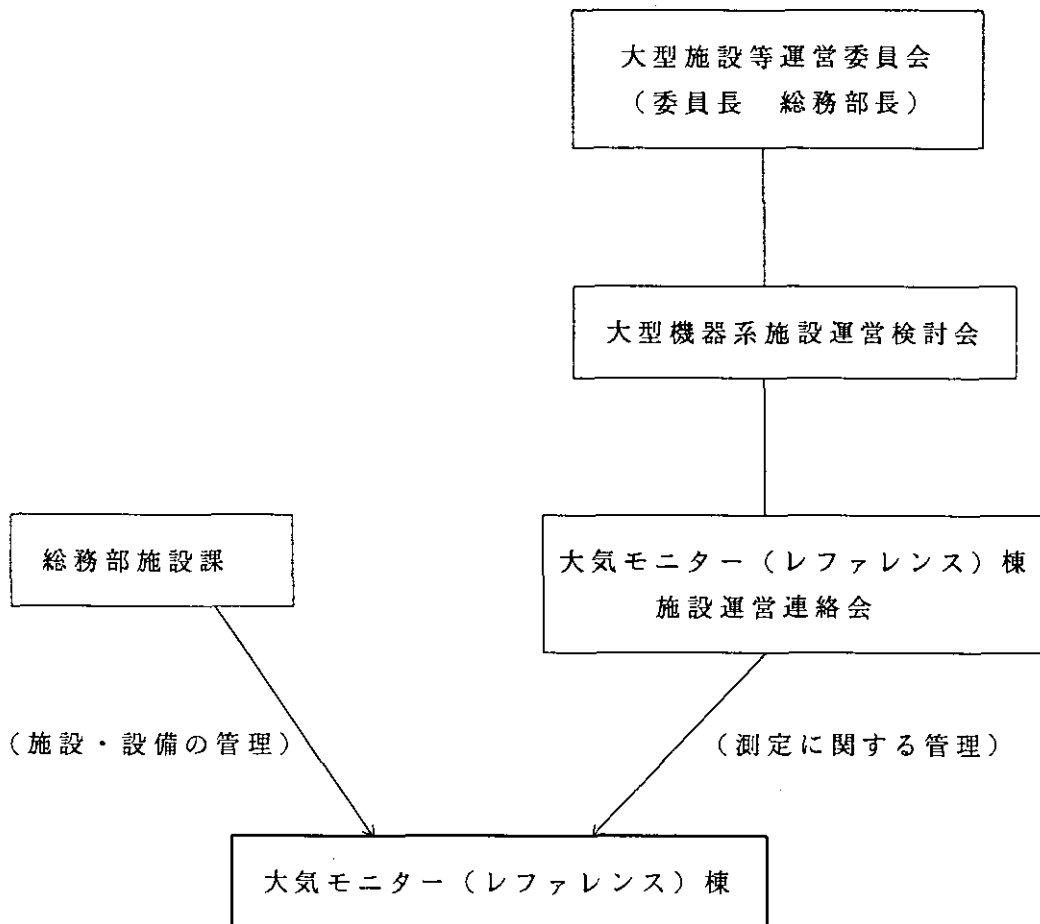 大型施設等運営委員会
（委員長　総務部長）
大型機器系施設運営検討会
総務部施設課
大気モニター（レファレンス）棟
施設運営連絡会
（施設・設備の管理）
（測定に関する管理）
大気モニター（レファレンス）棟